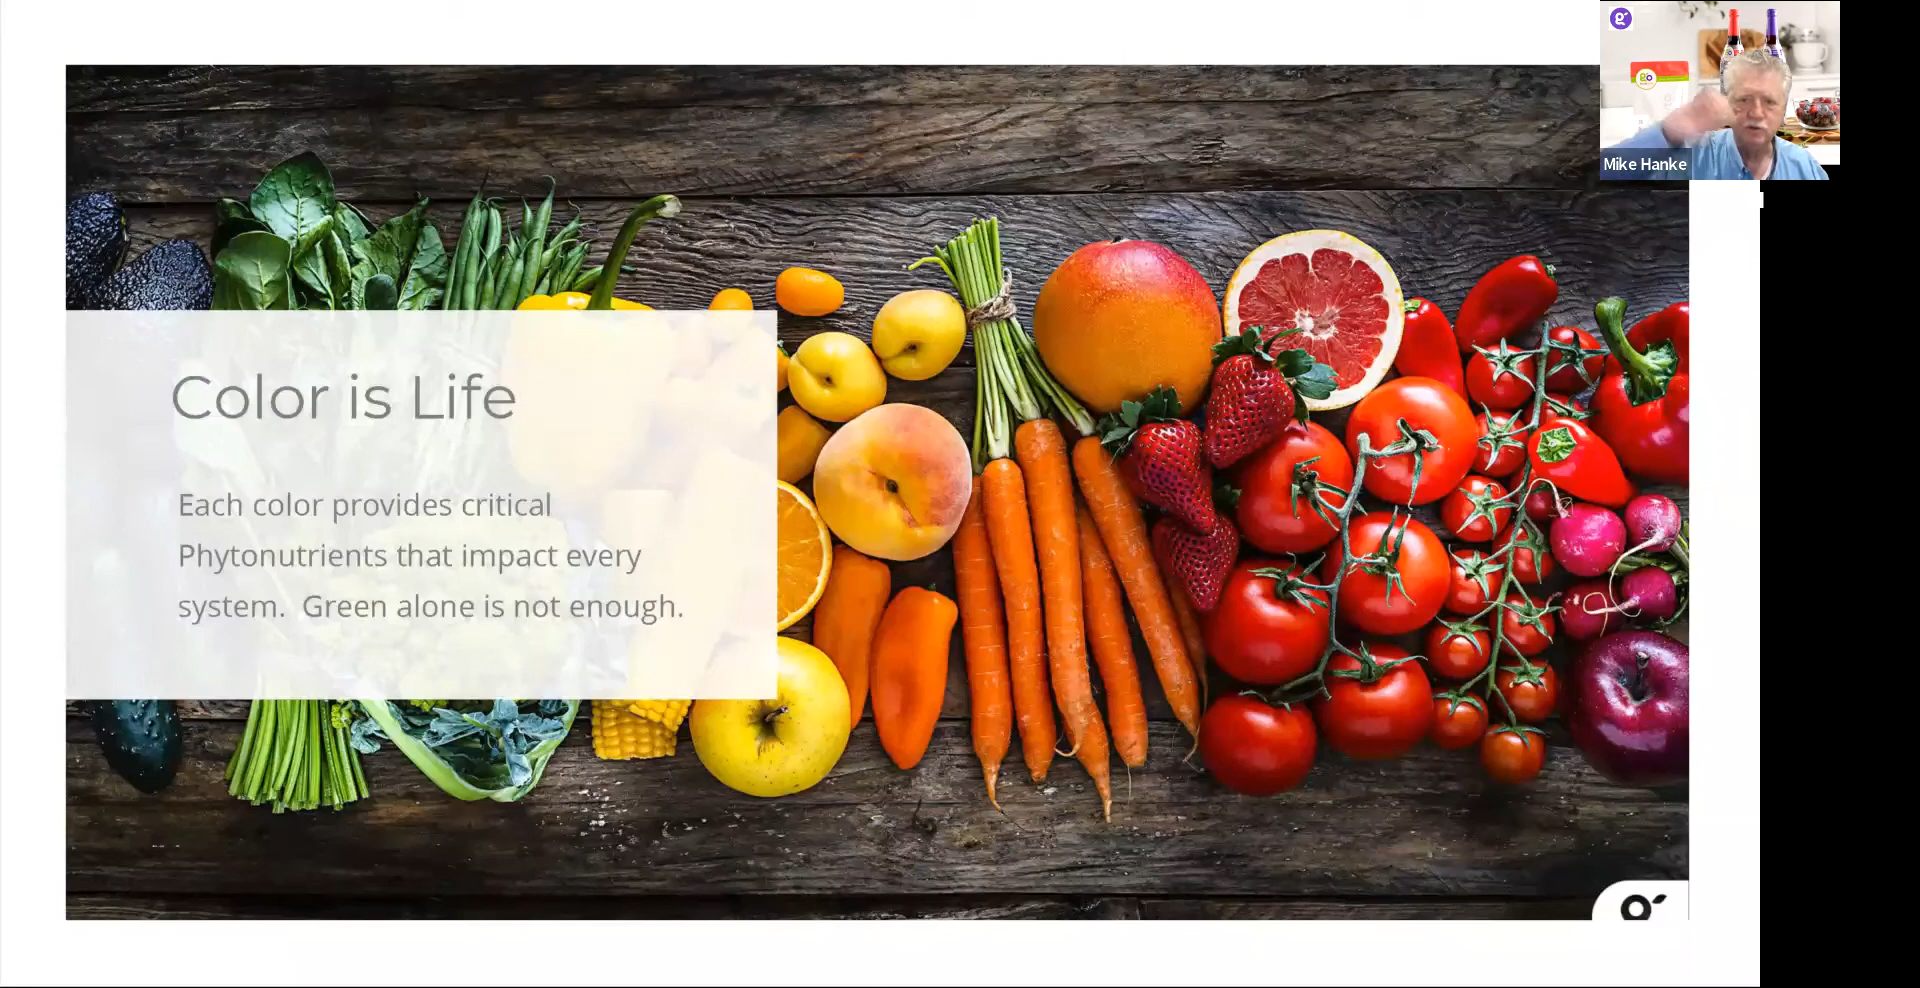 Color is Life
Each color provides critical
Phytonutrients that impact every
system.  Green alone is not enough.
Mike Hanke